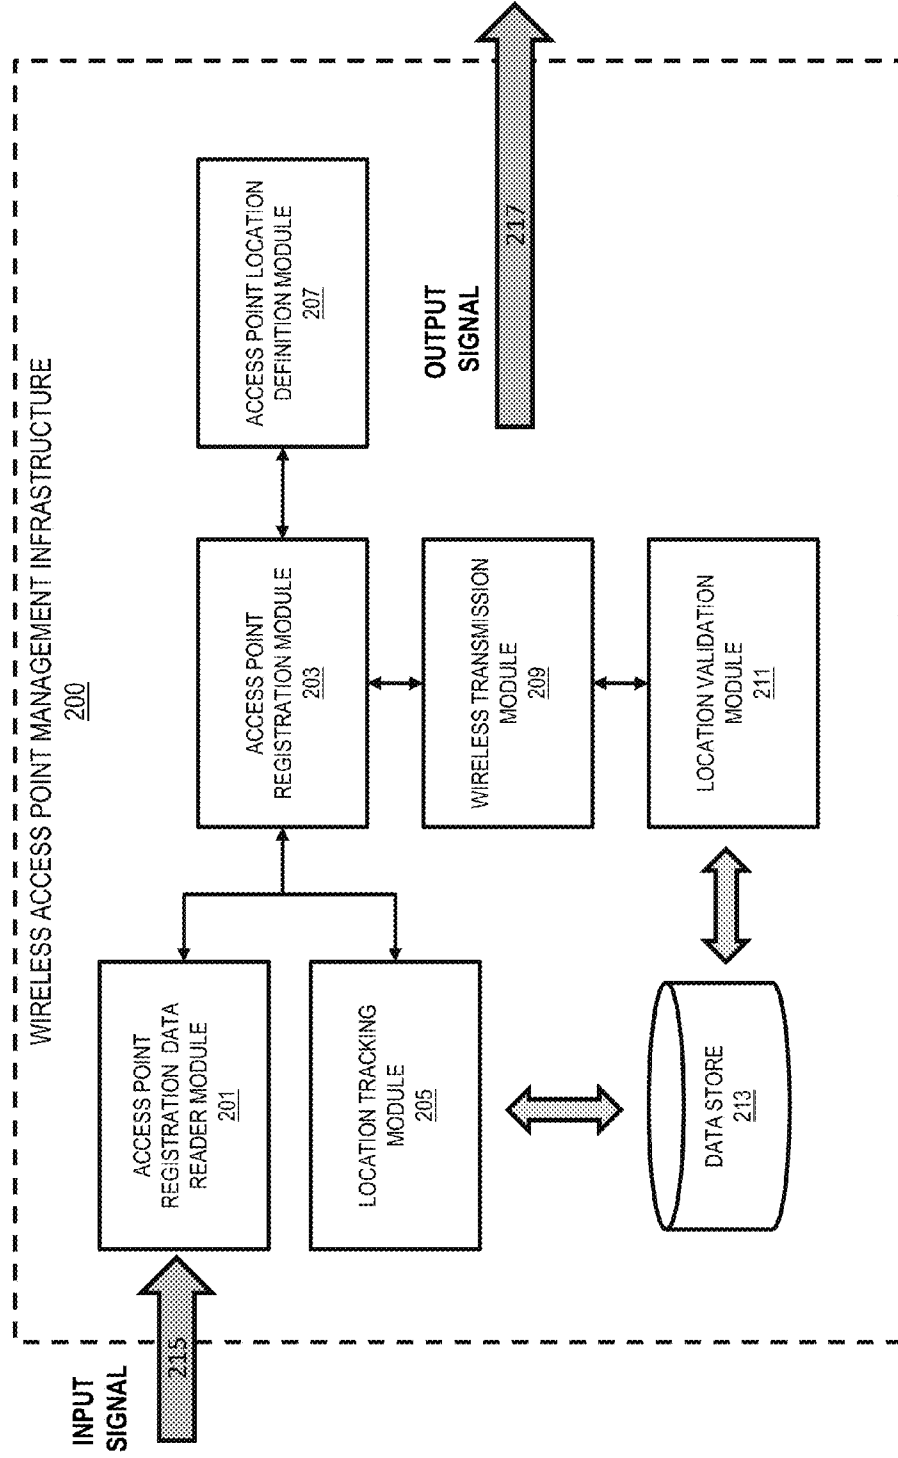 WIRELESS ACCESS POINT MANAGEMENT INFRASTRUCTURE
200
INPUT
SIGNAL
215
ACCESS POINT
REGISTRATION DATA
READER MODULE
201
ACCESS POINT
REGISTRATION MODULE
203
ACCESS POINT LOCATION
DEFINITION MODULE
207
LOCATION TRACKING
MODULE
205
WIRELESS TRANSMISSION
MODULE
209
OUTPUT
SIGNAL
217
DATA STORE
213
LOCATION VALIDATION
MODULE
211